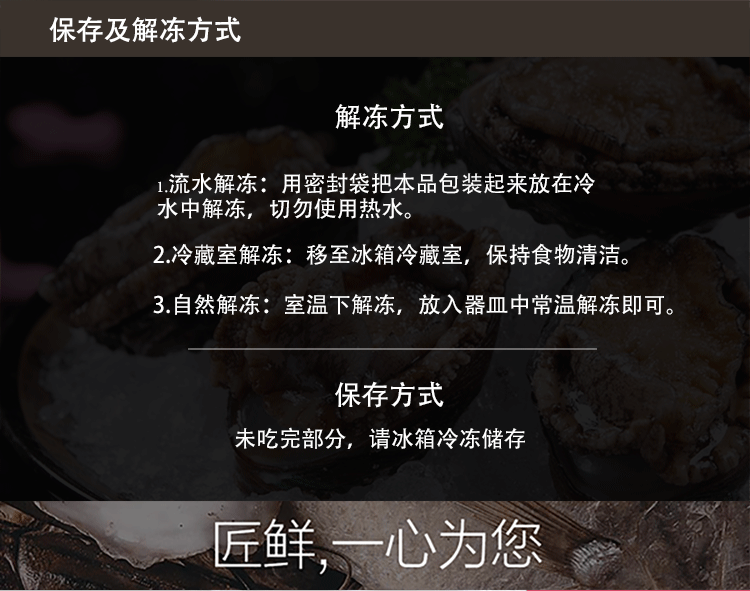 保存及解冻方式
解冻方式
1.流水解冻：用密封袋把本品包装起来放在冷
水中解冻，切勿使用热水。
2.冷藏室解冻：移至冰箱冷藏室，保持食物清洁。
3.自然解冻：室温下解冻，放入器皿中常温解冻即可。
保存方式
未吃完部分，请冰箱冷冻储存
匠鲜,一心为您